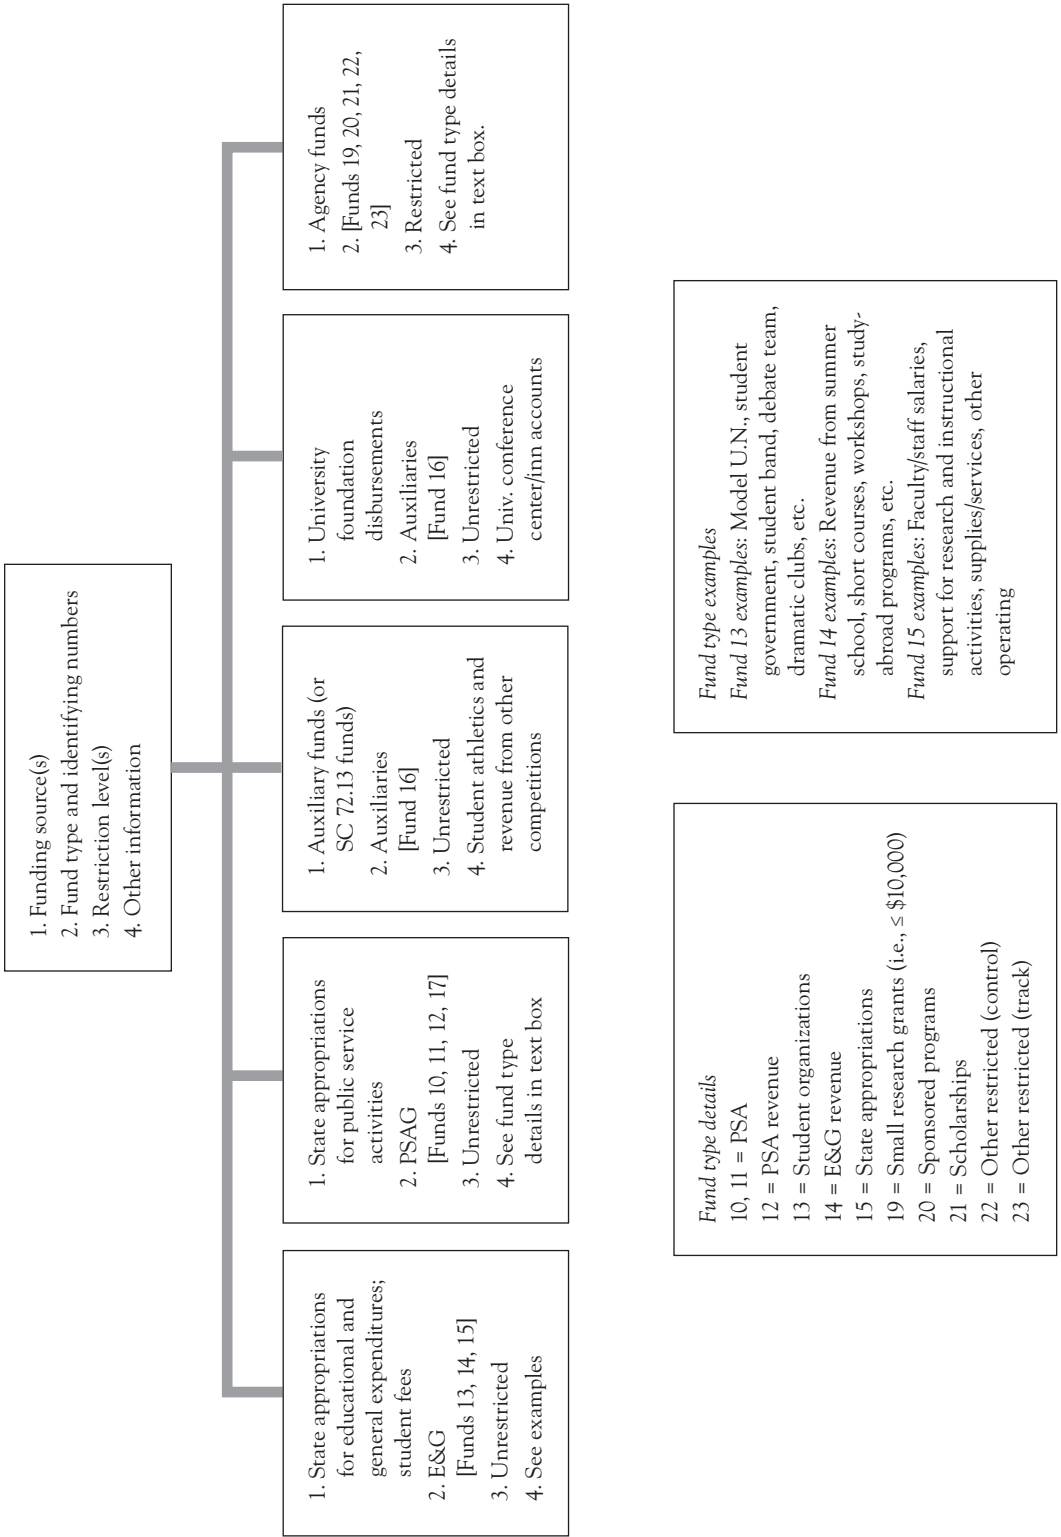 1. Funding source(s)
2. Fund type and identifying numbers
3. Restriction level(s)
4. Other information
1. State appropriations
for educational and
general expenditures;
student fees
2. E&G
[Funds 13, 14, 15]
3. Unrestricted
4. See examples
1. State appropriations
for public service
activities
2. PSAG
[Funds 10, 11, 12, 17]
3. Unrestricted
4. See fund type
details in text box
1. Auxiliary funds (or
SC 72.13 funds)
2. Auxiliaries
[Fund 16]
3. Unrestricted
4. Student athletics and
revenue from other
competitions
1. University
foundation
disbursements
2. Auxiliaries
[Fund 16]
3. Unrestricted
4. Univ. conference
center/inn accounts
1. Agency funds
2. [Funds 19, 20, 21, 22,
23]
3. Restricted
4. See fund type details
in text box.
Fund type details
10, 11 = PSA
12 = PSA revenue
13 = Student organizations
14 = E&G revenue
15 = State appropriations
19 = Small research grants (i.e., ≤ $10,000)
20 = Sponsored programs
21 = Scholarships
22 = Other restricted (control)
23 = Other restricted (track)
Fund type examples
Fund 13 examples: Model U.N., student
government, student band, debate team,
dramatic clubs, etc.
Fund 14 examples: Revenue from summer
school, short courses, workshops, study-
abroad programs, etc.
Fund 15 examples: Faculty/staff salaries,
support for research and instructional
activities, supplies/services, other
operating